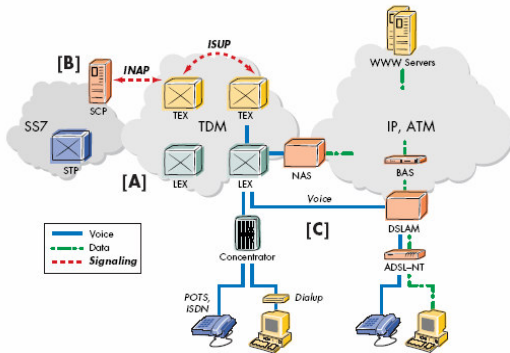 WWW Servers
ISUP
[B]
INAP
SCP
TEX
TEX
SS7
TDM
IP, ATM
STP
[A]
LEX
LEX
NAS
BAS
Voice
[C]
DSLAM
Voice
Data
Signaling
Concentrator
ADSL–NT
POTS,
ISDN
Dialup